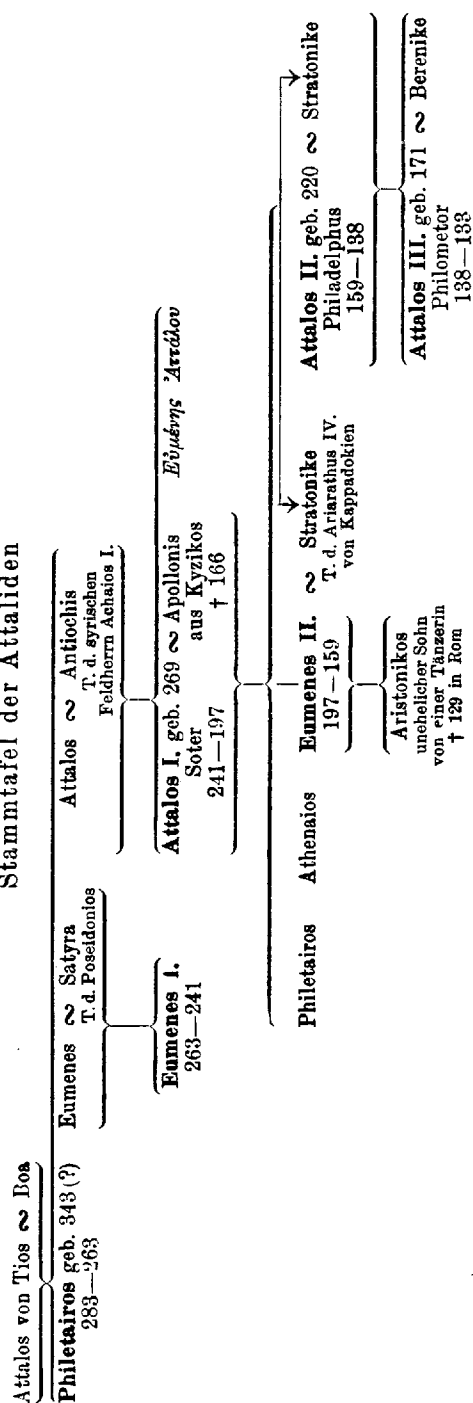 Stammtafel der Attaliden
Attalos von Tios ∾ Boa
Philetairos geb. 343 (?)
283—263
Eumenes ∾ Satyra
T. d. Poseidonios
Attalos ∾ Antiochis
T. d. syrischen
Feldherrn Achaios I.
Eumenes I.
263—241
Attalos I. geb. 269 ∾ Apollonis
Soter
241—197
aus Kyzikos
† 166
Εὐμένης Ἀττάλου
Philetairos
Athenaios
Eumenes II. ∾ Stratonike
197—159
T. d. Ariarathus IV.
von Kappadokien
Attalos II. geb. 220 ∾ Stratonike
Philadelphus
159—138
Aristonikos
unehelicher Sohn
von einer Tänzerin
† 129 in Rom
Attalos III. geb. 171 ∾ Berenike
Philometor
138—133